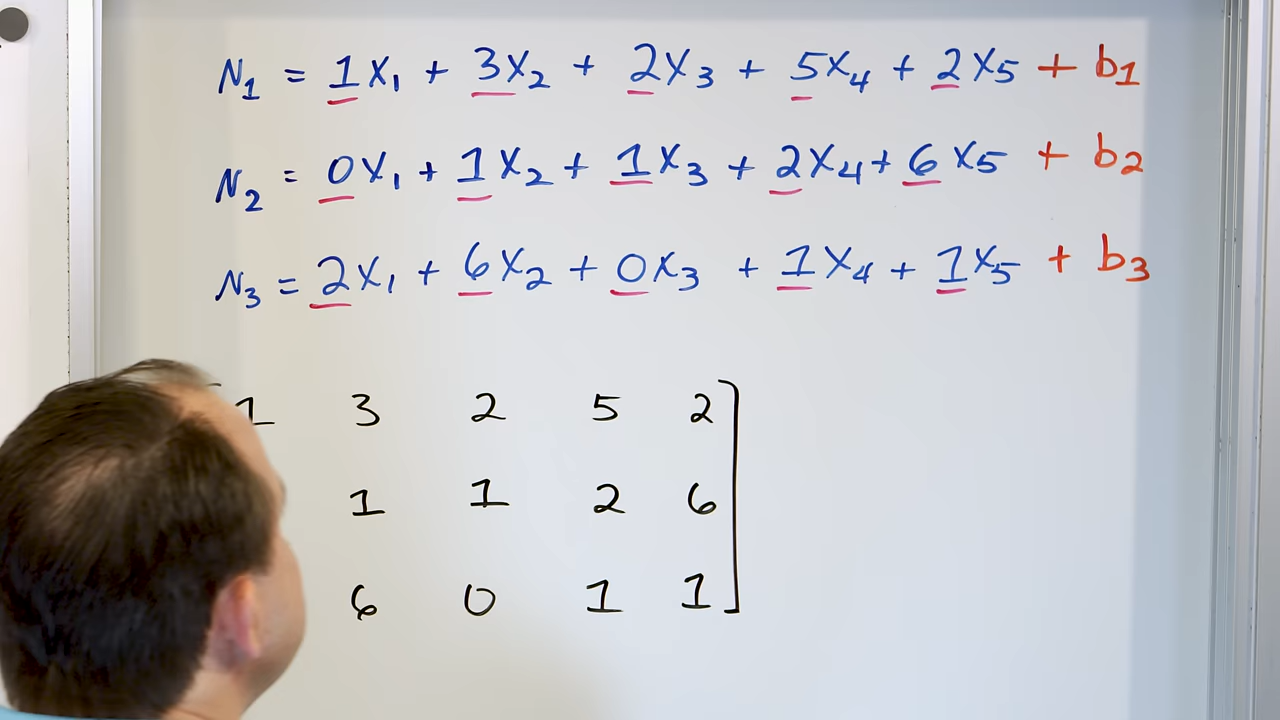 N₁ = 1x₁ + 3x₂ + 2x₃ + 5x₄ + 2x₅ + b₁
N₂ = 0x₁ + 1x₂ + 1x₃ + 2x₄ + 6x₅ + b₂
N₃ = 2x₁ + 6x₂ + 0x₃ + 1x₄ + 1x₅ + b₃
1 3 2 5 2
1 1 2 6
6 0 1 1